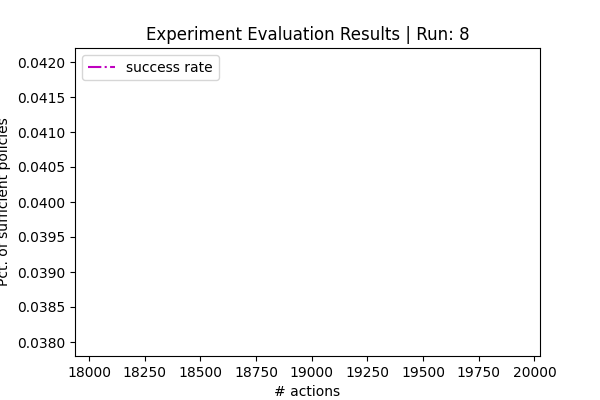 Experiment Evaluation Results | Run: 8
success rate
0.0420
0.0415
0.0410
0.0405
0.0400
0.0395
0.0390
0.0385
0.0380
Pct. of sufficient policies
18000 18250 18500 18750 19000 19250 19500 19750 20000
# actions